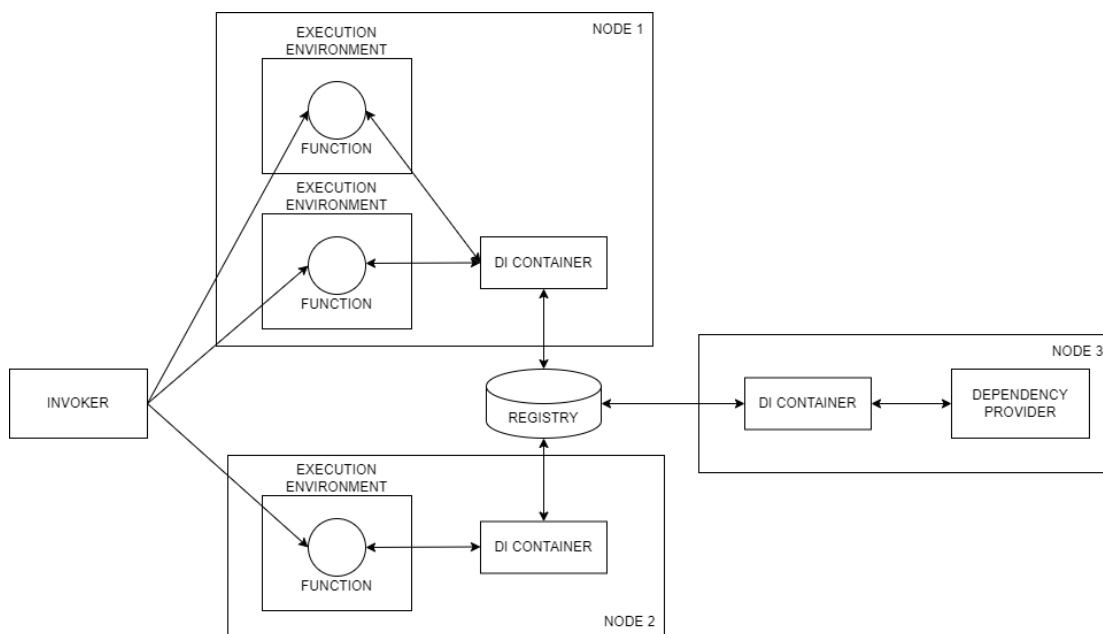 NODE 1
EXECUTION
ENVIRONMENT
FUNCTION
EXECUTION
ENVIRONMENT
FUNCTION
DI CONTAINER
INVOKER
REGISTRY
NODE 3
DI CONTAINER
DEPENDENCY
PROVIDER
EXECUTION
ENVIRONMENT
FUNCTION
DI CONTAINER
NODE 2